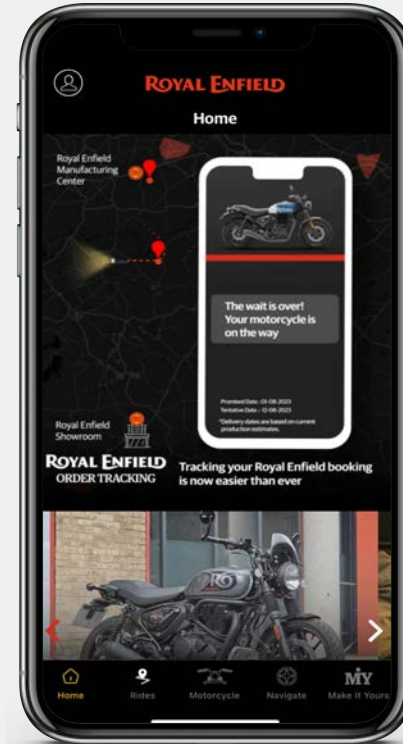 ROYAL ENFIELD
Home
Royal Enfield
Manufacturing
Center
The wait is over!
Your motorcycle is
on the way
Promised Date :-01-08-2023
Tentative Date :- 12-08-2023
*Delivery dates are based on current
production estimates.
Royal Enfield
Showroom
ROYAL ENFIELD
ORDER TRACKING
Tracking your Royal Enfield booking
is now easier than ever
Home
Rides
Motorcycle
Navigate
MY
Make It Yours